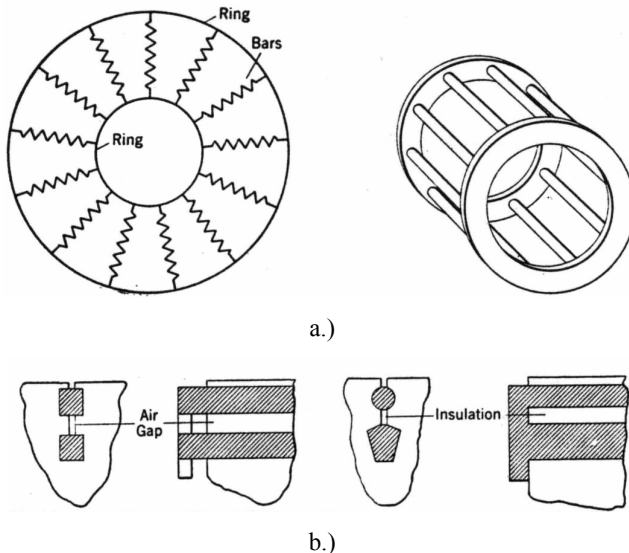 Ring
Bars
Ring
a.)
Air
Gap
Insulation
b.)